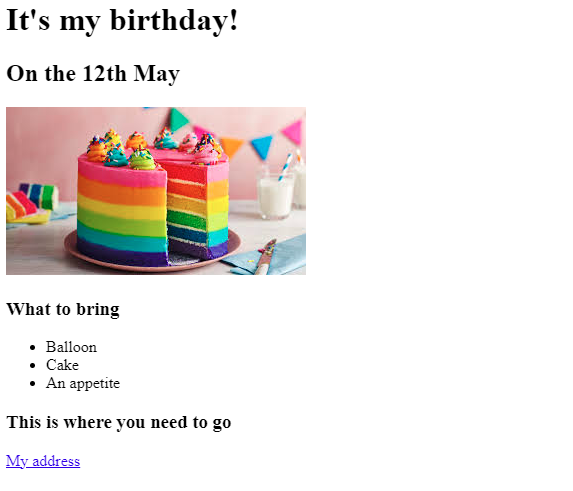 It's my birthday!
On the 12th May
What to bring
Balloon
Cake
An appetite
This is where you need to go
My address